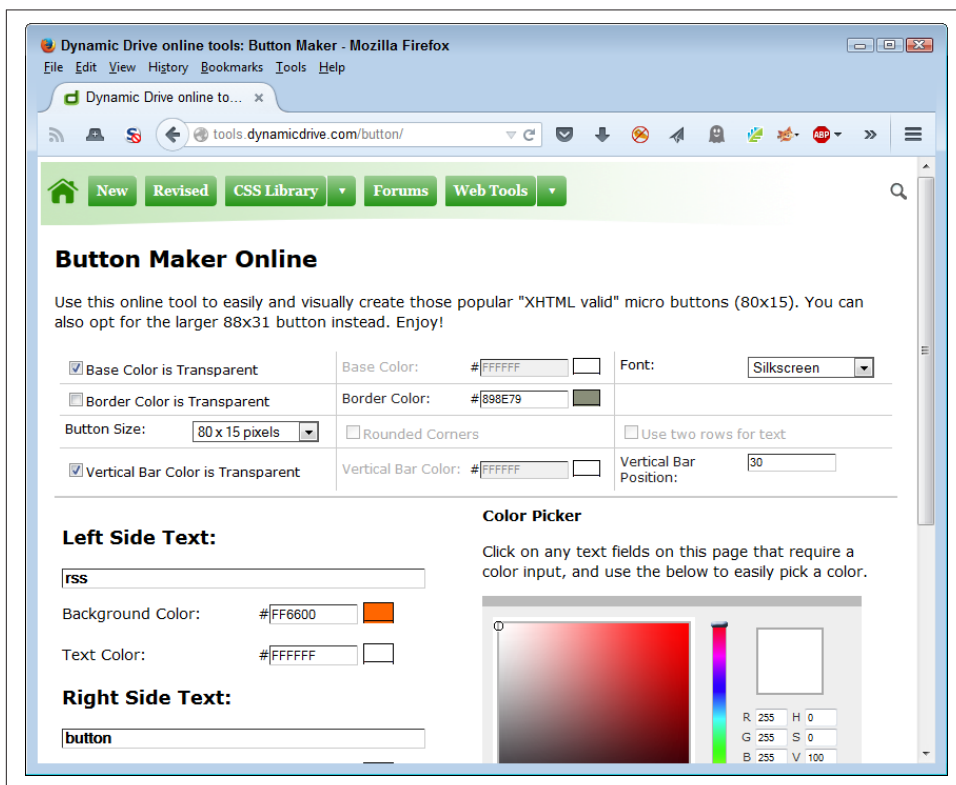 Dynamic Drive online tools: Button Maker - Mozilla Firefox
File Edit View History Bookmarks Tools Help
Dynamic Drive online to... ×
tools.dynamicdrive.com/button/
ABP
New Revised CSS Library Forums Web Tools
Button Maker Online
Use this online tool to easily and visually create those popular "XHTML valid" micro buttons (80x15). You can
also opt for the larger 88x31 button instead. Enjoy!
Base Color is Transparent Base Color: #FFFFFF Font: Silkscreen
Border Color is Transparent Border Color: #898E79
Button Size: 80 x 15 pixels Rounded Corners Use two rows for text
Vertical Bar Color is Transparent Vertical Bar Color: #FFFFFF Vertical Bar Position: 30
Left Side Text:
rss
Background Color: #FF6600
Text Color: #FFFFFF
Right Side Text:
button
Color Picker
Click on any text fields on this page that require a
color input, and use the below to easily pick a color.
R 255 H 0
G 255 S 0
B 255 V 100